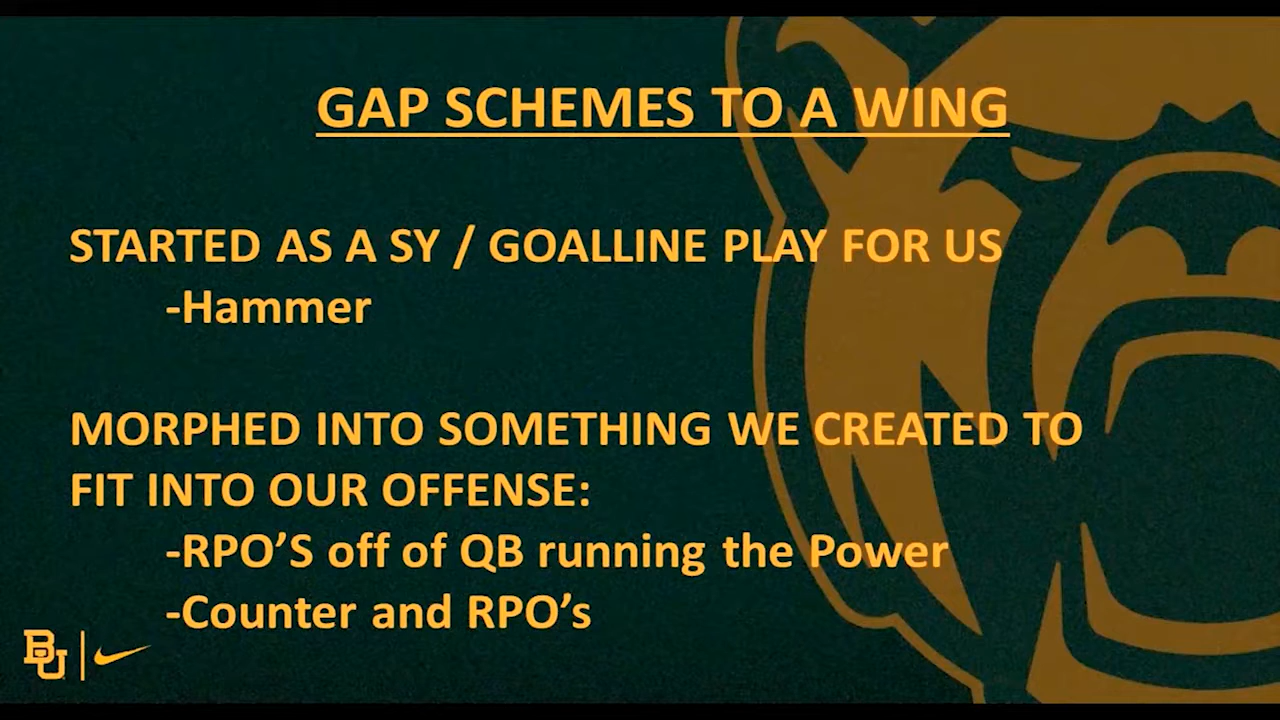 GAP SCHEMES TO A WING
STARTED AS A SY / GOALLINE PLAY FOR US
-Hammer
MORPHED INTO SOMETHING WE CREATED TO
FIT INTO OUR OFFENSE:
-RPO’S off of QB running the Power
-Counter and RPO’s
BU